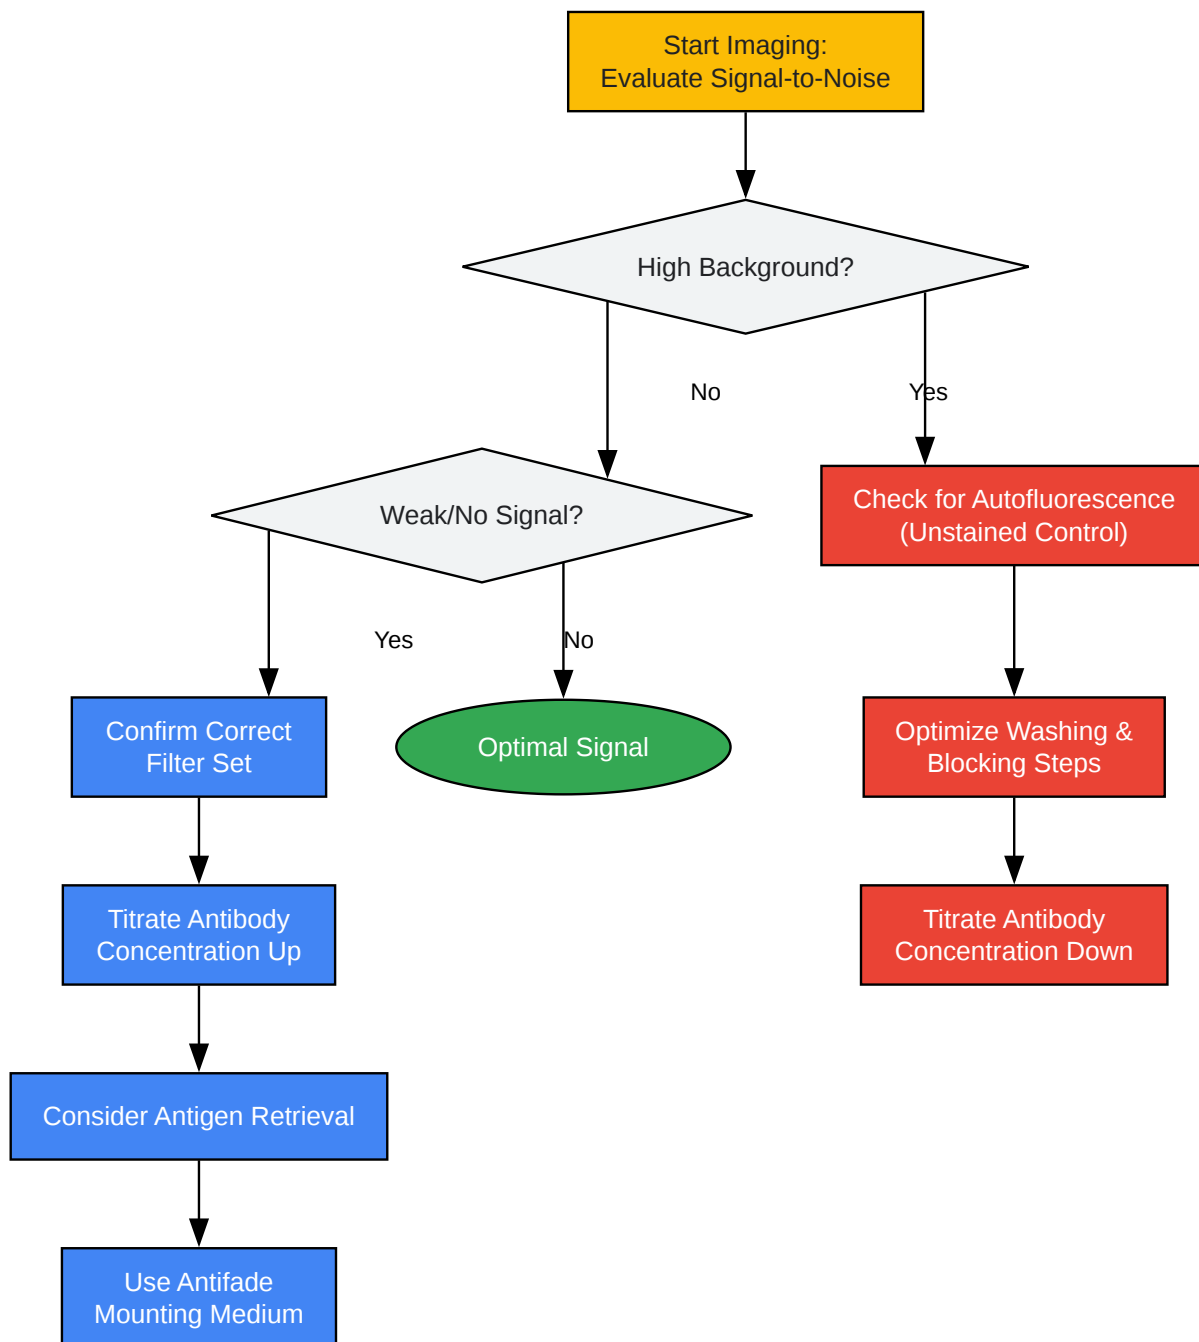 Start Imaging:
Evaluate Signal-to-Noise
High Background?
No
Yes
Weak/No Signal?
Check for Autofluorescence
(Unstained Control)
Yes
No
Confirm Correct
Filter Set
Optimal Signal
Optimize Washing &
Blocking Steps
Titrate Antibody
Concentration Up
Titrate Antibody
Concentration Down
Consider Antigen Retrieval
Use Antifade
Mounting Medium